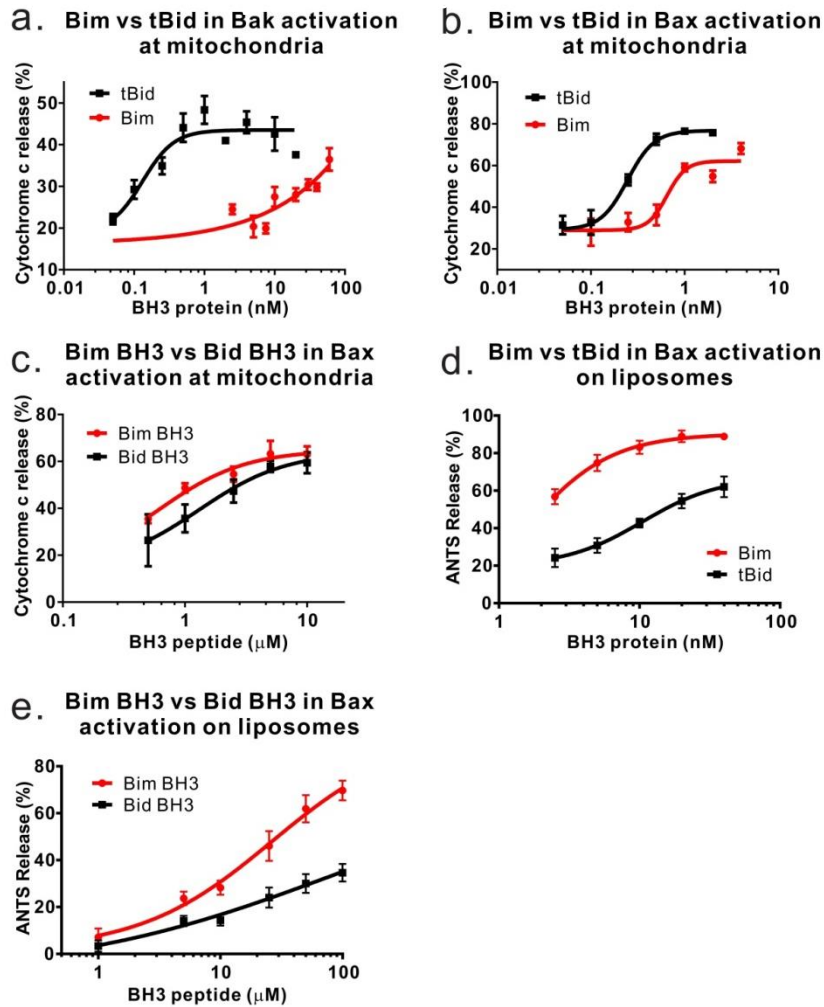 a.
Bim vs tBid in Bak activation
at mitochondria
Cytochrome c release (%)
50
40
30
20
10
tBid
Bim
0.01
0.1
1
10
100
BH3 protein (nM)
b.
Bim vs tBid in Bax activation
at mitochondria
Cytochrome c release (%)
100
80
60
40
20
tBid
Bim
0.01
0.1
1
10
BH3 protein (nM)
c.
Bim BH3 vs Bid BH3 in Bax
activation at mitochondria
Cytochrome c release (%)
80
60
40
20
0
Bim BH3
Bid BH3
0.1
1
10
BH3 peptide (μM)
d.
Bim vs tBid in Bax activation
on liposomes
ANTS Release (%)
100
80
60
40
20
0
Bim
tBid
1
10
100
BH3 protein (nM)
e.
Bim BH3 vs Bid BH3 in Bax
activation on liposomes
ANTS Release (%)
80
60
40
20
0
Bim BH3
Bid BH3
1
10
100
BH3 peptide (μM)